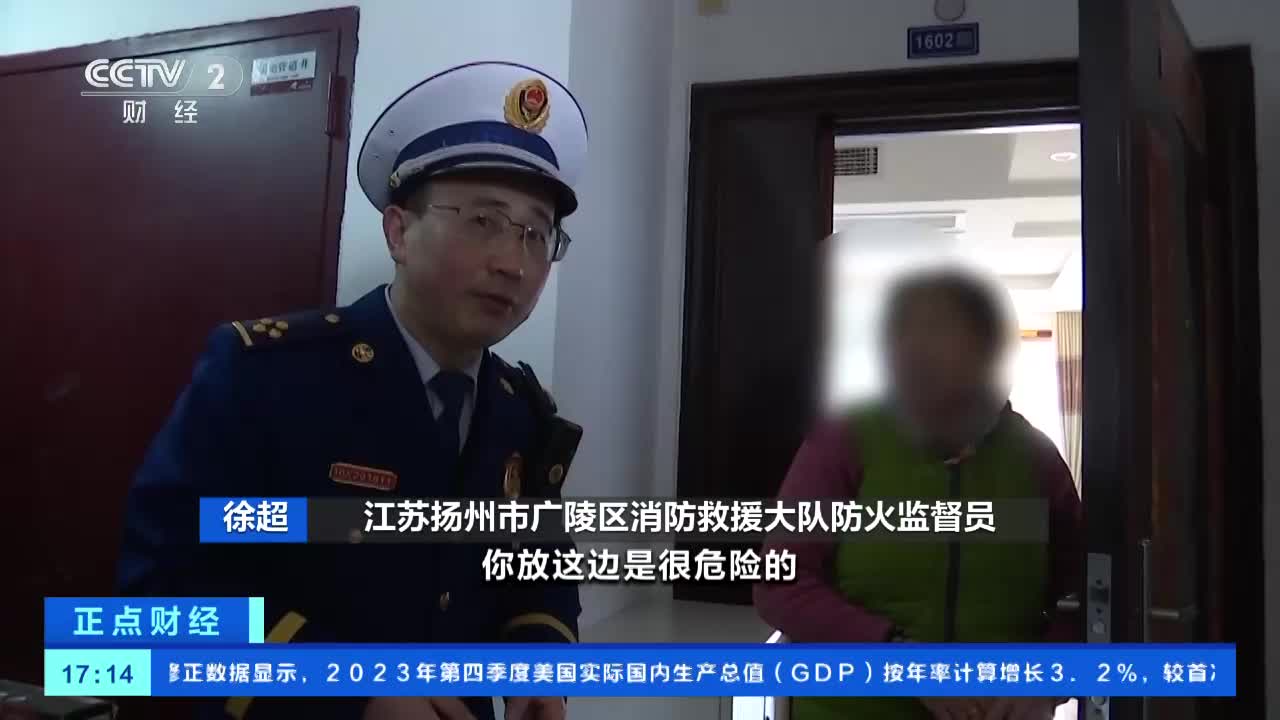 CCTV 2
财经
1602
徐超 江苏扬州市广陵区消防救援大队防火监督员
你放这边是很危险的
正点财经
17:14 修正数据显示，2023年第四季度美国实际国内生产总值（GDP）按年率计算增长3.2%，较首次